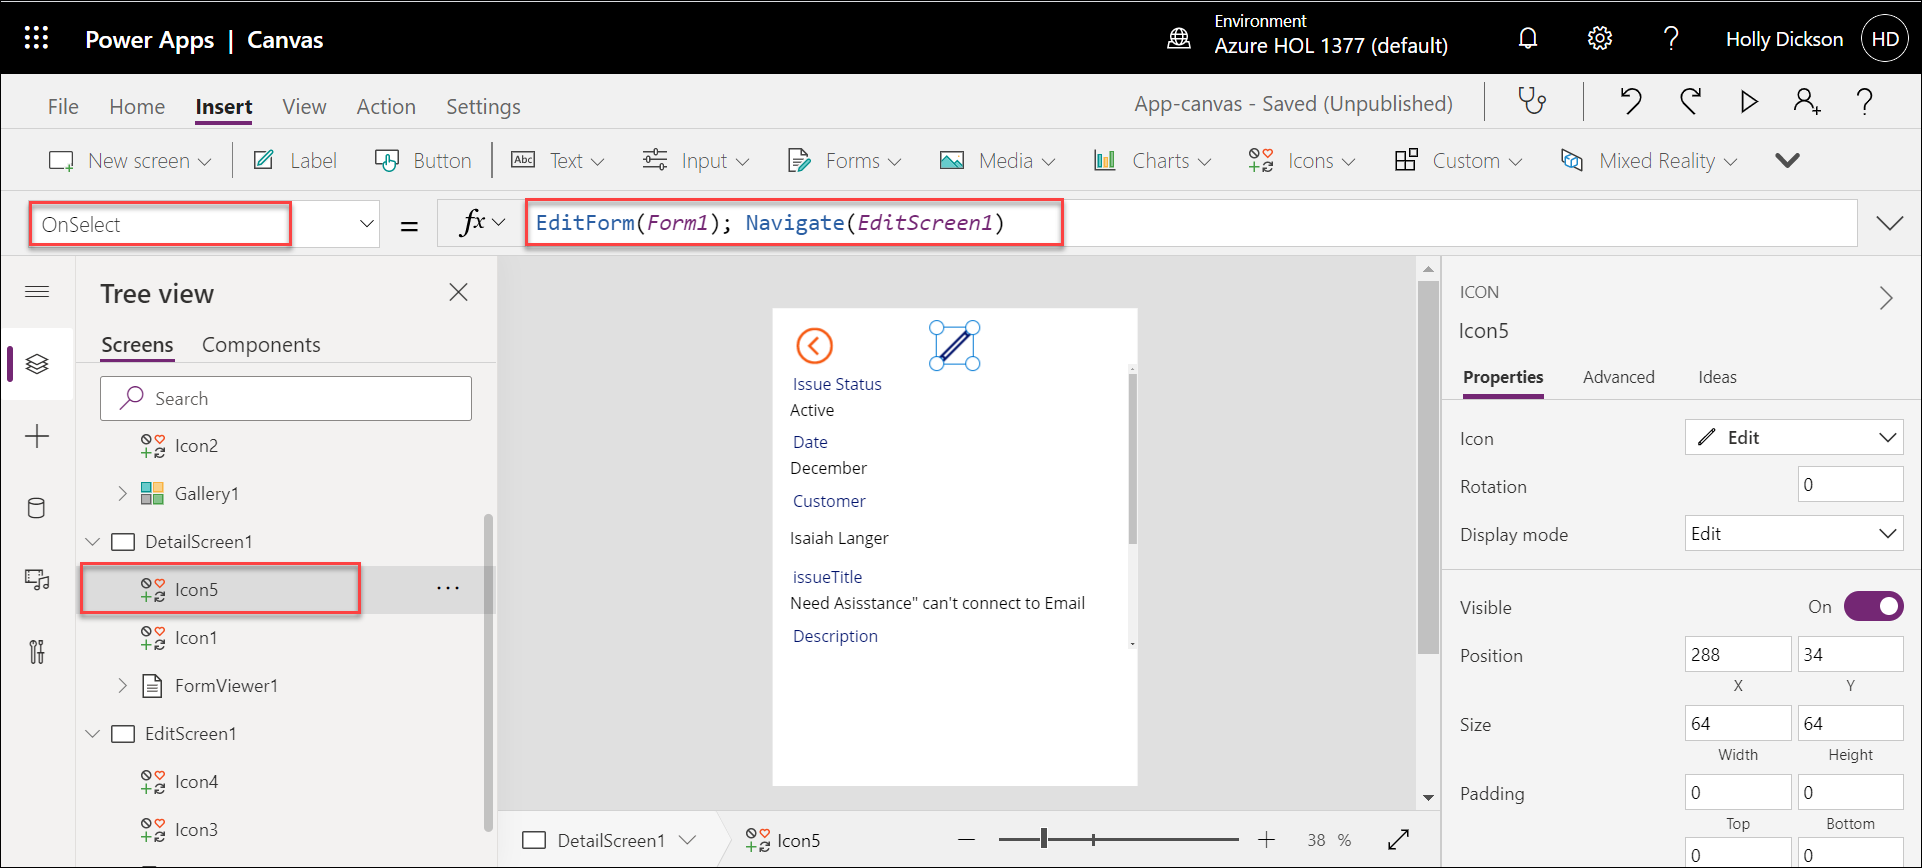 Power Apps | Canvas
Environment
Azure HOL 1377 (default)
Holly Dickson
HD
File Home Insert View Action Settings
App-canvas - Saved (Unpublished)
New screen Label Button Abc Text Input Forms Media Charts Icons Custom Mixed Reality
OnSelect = fx EditForm(Form1); Navigate(EditScreen1)
Tree view
Screens Components
Search
Icon2
Gallery1
DetailScreen1
Icon5
Icon1
FormViewer1
EditScreen1
Icon4
Icon3
Issue Status
Active
Date
December
Customer
Isaiah Langer
issueTitle
Need Asisstance" can't connect to Email
Description
DetailScreen1 Icon5
38 %
ICON
Icon5
Properties Advanced Ideas
Icon Edit
Rotation 0
Display mode Edit
Visible On
Position 288 34
X Y
Size 64 64
Width Height
Padding 0 0
Top Bottom
0 0